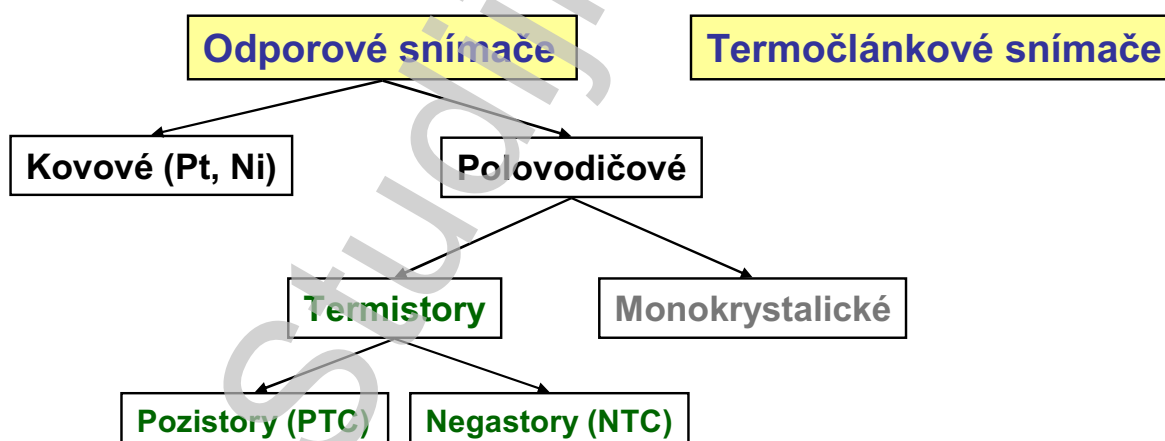 Odporové snímače
Termočlánkové snímače
Kovové (Pt, Ni)
Polovodičové
Termistory
Monokrystalické
Pozistory (PTC)
Negastory (NTC)